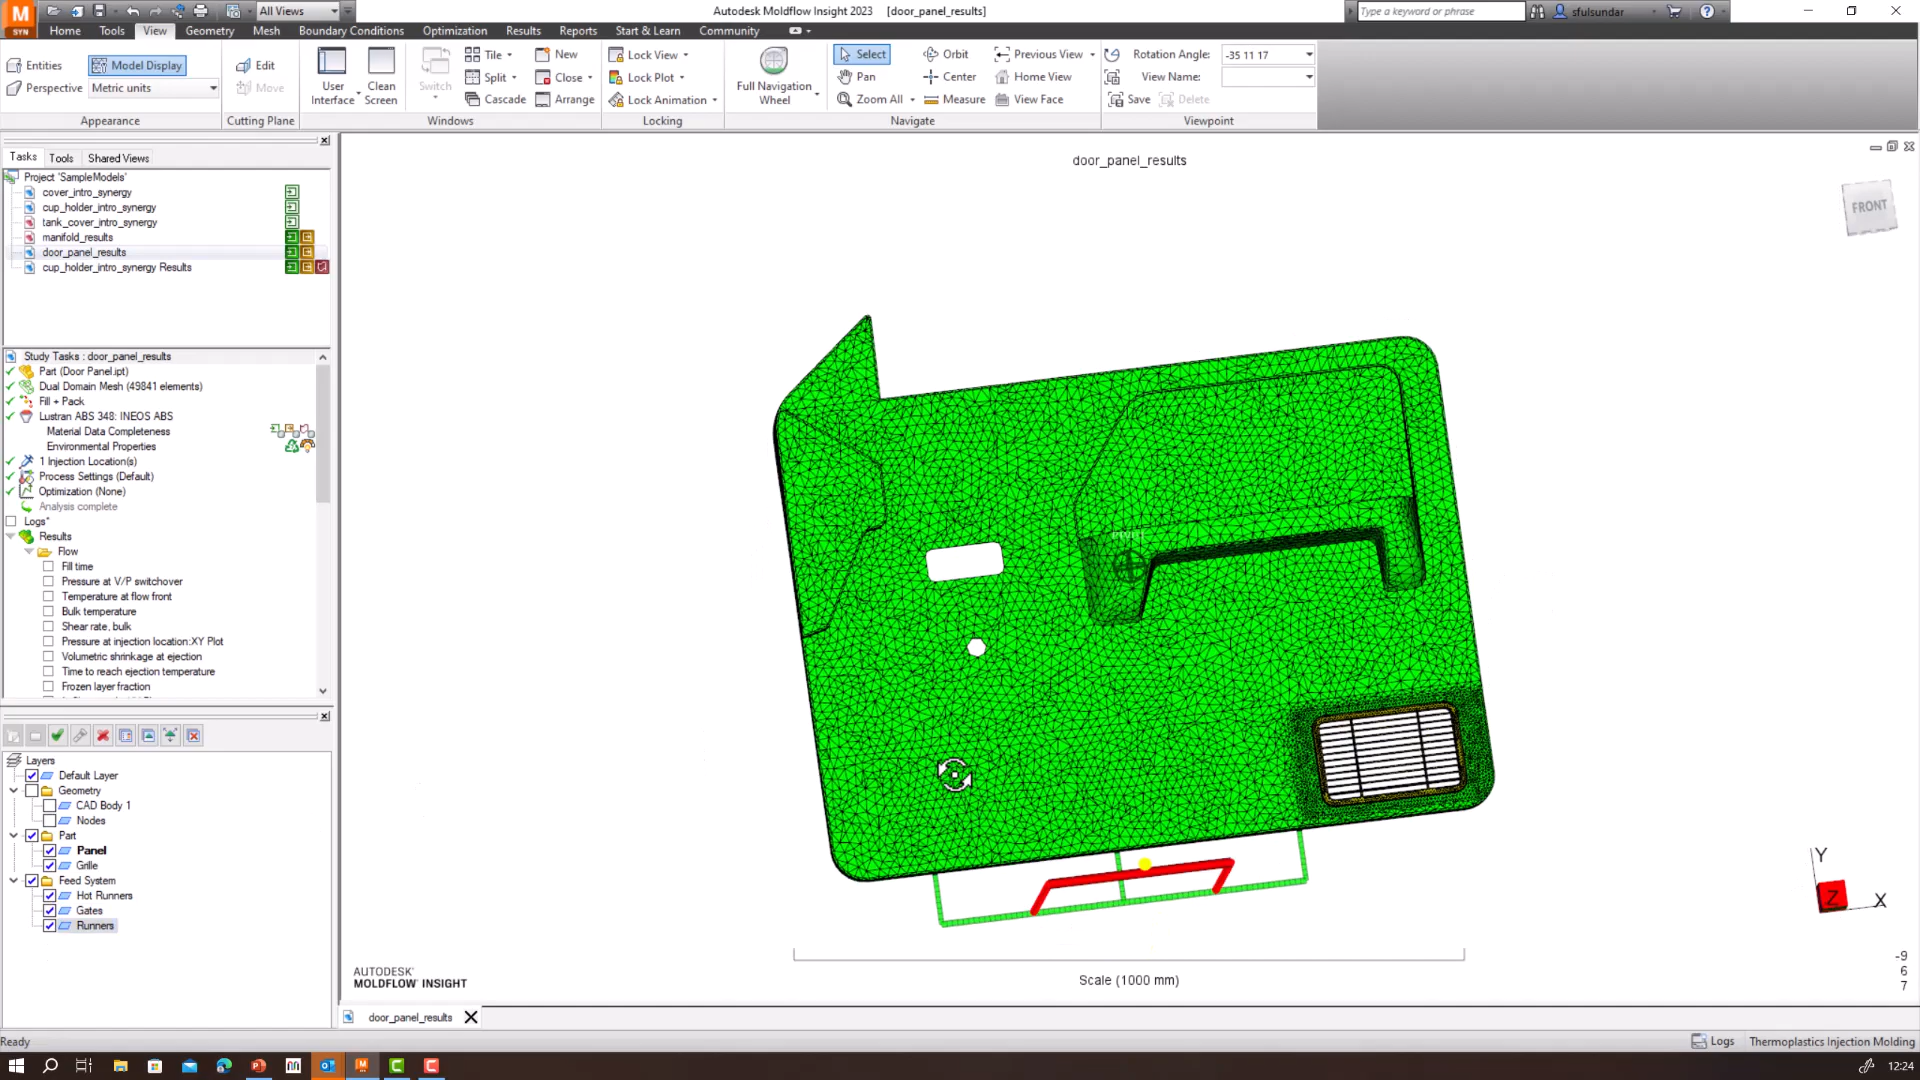 M
SYN
All Views
Autodesk Moldflow Insight 2023 [door_panel_results]
Type a keyword or phrase
sfulsundar
Home Tools View Geometry Mesh Boundary Conditions Optimization Results Reports Start & Learn Community
Entities Model Display
Perspective Metric units
Appearance
Edit
Move
Cutting Plane
User Interface
Clean Screen
Switch
Tile
Split
Cascade
New
Close
Arrange
Windows
Lock View
Lock Plot
Lock Animation
Locking
Full Navigation Wheel
Select
Pan
Zoom All
Orbit
Center
Measure
Previous View
Home View
View Face
Navigate
Rotation Angle: -35 11 17
View Name:
Save Delete
Viewpoint
Tasks Tools Shared Views
Project 'SampleModels'
cover_intro_synergy
cup_holder_intro_synergy
tank_cover_intro_synergy
manifold_results
door_panel_results
cup_holder_intro_synergy Results
Study Tasks : door_panel_results
Part (Door Panel.ipt)
Dual Domain Mesh (49841 elements)
Fill + Pack
Lustran ABS 348: INEOS ABS
Material Data Completeness
Environmental Properties
1 Injection Location(s)
Process Settings (Default)
Optimization (None)
Analysis complete
Logs*
Results
Flow
Fill time
Pressure at V/P switchover
Temperature at flow front
Bulk temperature
Shear rate, bulk
Pressure at injection location:XY Plot
Volumetric shrinkage at ejection
Time to reach ejection temperature
Frozen layer fraction
Layers
Default Layer
Geometry
CAD Body 1
Nodes
Part
Panel
Grille
Feed System
Hot Runners
Gates
Runners
door_panel_results
FRONT
Y
Z
X
-9
6
7
Scale (1000 mm)
AUTODESK
MOLDFLOW INSIGHT
door_panel_results
Ready
Logs Thermoplastics Injection Molding
12:24